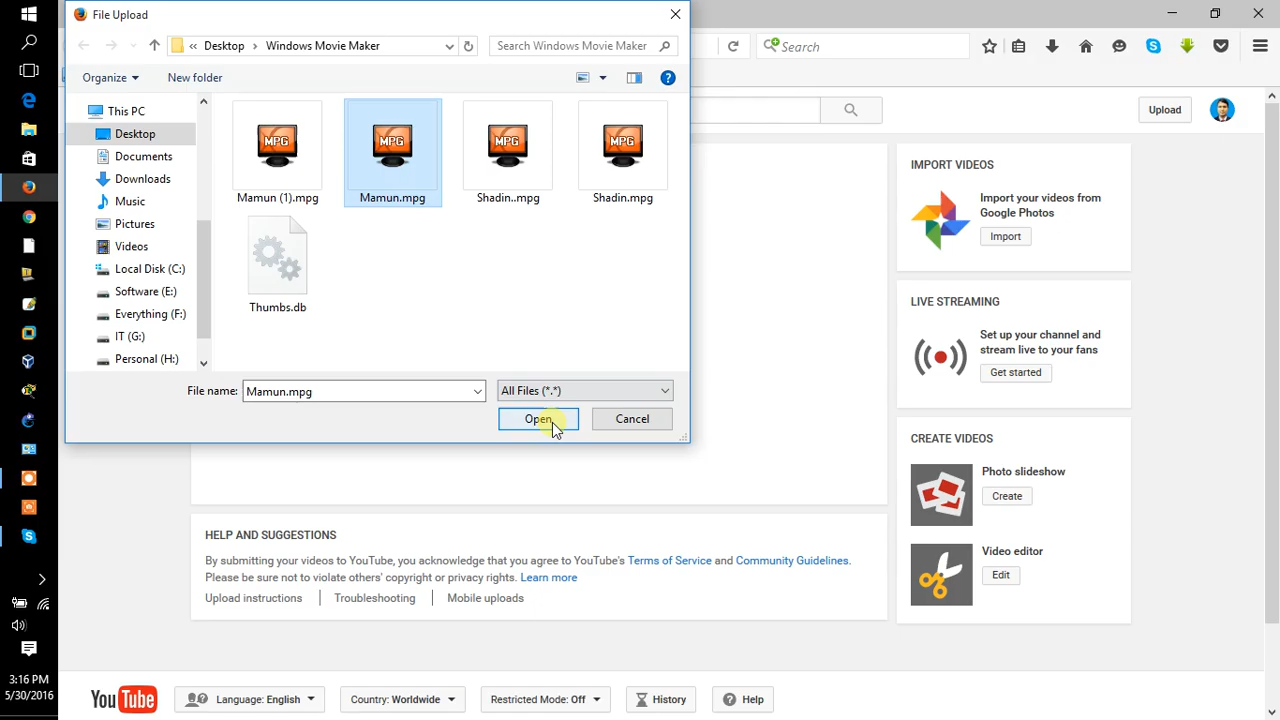 File Upload
« Desktop > Windows Movie Maker
Search Windows Movie Maker
Search
Organize
New folder
This PC
Desktop
Documents
Downloads
Music
Pictures
Videos
Local Disk (C:)
Software (E:)
Everything (F:)
IT (G:)
Personal (H:)
MPG
MPG
MPG
MPG
Mamun (1).mpg
Mamun.mpg
Shadin..mpg
Shadin.mpg
Thumbs.db
File name:
Mamun.mpg
All Files (*.*)
Open
Cancel
Upload
IMPORT VIDEOS
Import your videos from
Google Photos
Import
LIVE STREAMING
Set up your channel and
stream live to your fans
Get started
CREATE VIDEOS
Photo slideshow
Create
Video editor
Edit
HELP AND SUGGESTIONS
By submitting your videos to YouTube, you acknowledge that you agree to YouTube's Terms of Service and Community Guidelines.
Please be sure not to violate others' copyright or privacy rights. Learn more
Upload instructions
Troubleshooting
Mobile uploads
YouTube
Language: English
Country: Worldwide
Restricted Mode: Off
History
Help
3:16 PM
5/30/2016